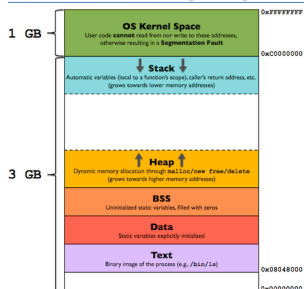 0xFFFFFFFF
OS Kernel Space
User code cannot read from nor write to these addresses,
otherwise resulting in a Segmentation Fault
1 GB
0xC0000000
Stack
Automatic variables (local to a function's scope), caller's return address, etc.
(grows towards lower memory addresses)
Heap
Dynamic memory allocation through malloc/new free/delete
(grows towards higher memory addresses)
3 GB
BSS
Uninitialized static variables, filled with zeros
Data
Static variables explicitly initialized
Text
Binary image of the process (e.g., /bin/ls)
0x08048000
0x00000000